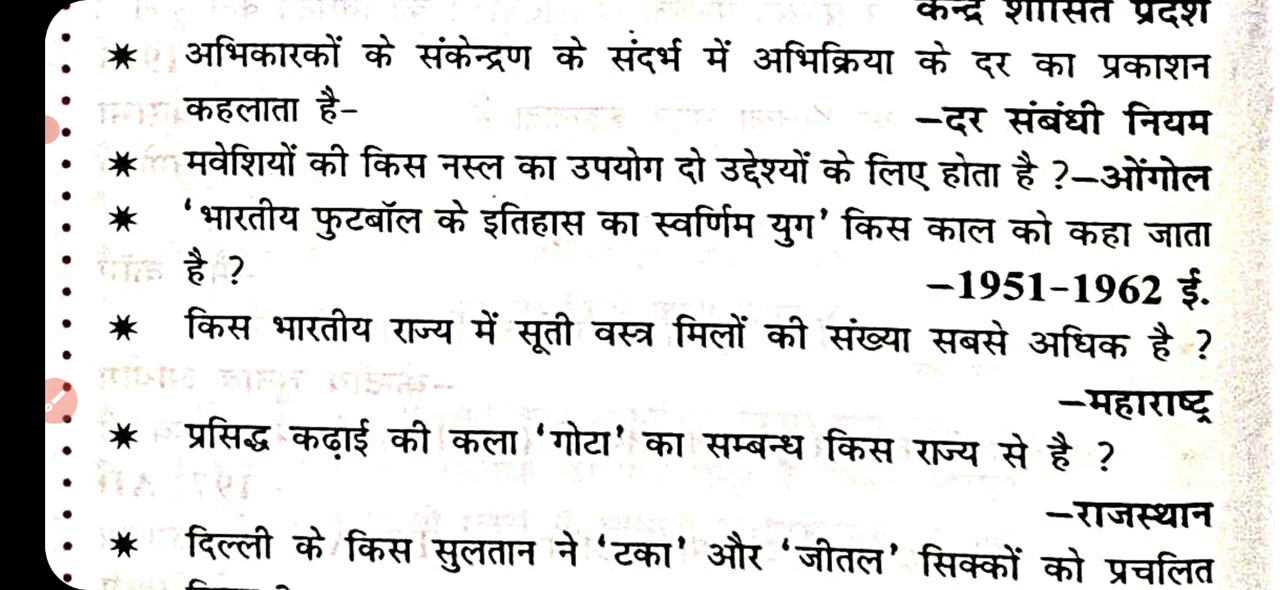 केन्द्र शासित प्रदेश
✷ अभिकारकों के संकेन्द्रण के संदर्भ में अभिक्रिया के दर का प्रकाशन
कहलाता है- –दर संबंधी नियम
✷ मवेशियों की किस नस्ल का उपयोग दो उद्देश्यों के लिए होता है ?–ओंगोल
✷ ‘भारतीय फुटबॉल के इतिहास का स्वर्णिम युग’ किस काल को कहा जाता
है ? –1951-1962 ई.
✷ किस भारतीय राज्य में सूती वस्त्र मिलों की संख्या सबसे अधिक है ?
–महाराष्ट्र
✷ प्रसिद्ध कढ़ाई की कला ‘गोटा’ का सम्बन्ध किस राज्य से है ?
–राजस्थान
✷ दिल्ली के किस सुलतान ने ‘टका’ और ‘जीतल’ सिक्कों को प्रचलित